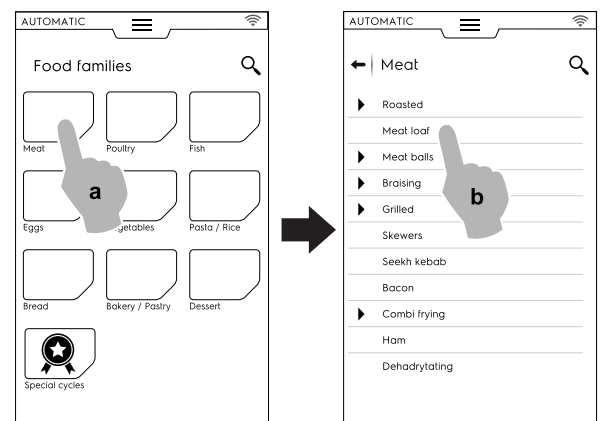 AUTOMATIC
Food families
Meat
Poultry
Fish
a
Eggs
getables
Pasta / Rice
Bread
Bakery / Pastry
Dessert
Special cycles
AUTOMATIC
Meat
Roasted
Meat loaf
Meat balls
Braising
b
Grilled
Skewers
Seekh kebab
Bacon
Combi frying
Ham
Dehadrytating